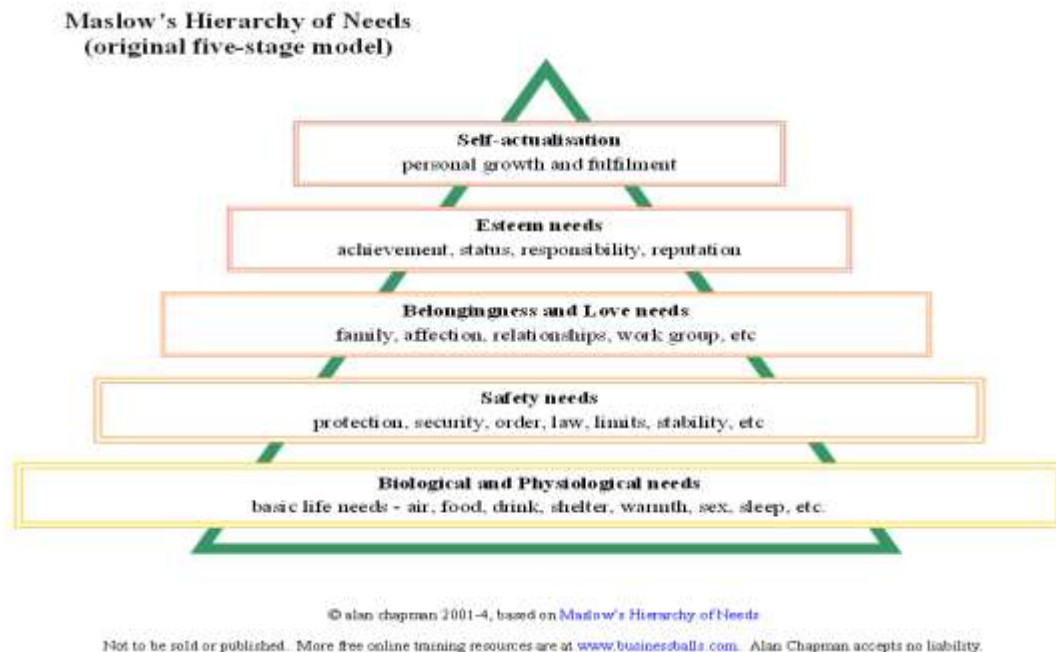 Maslow's Hierarchy of Needs
(original five-stage model)
Self-actualisation
personal growth and fulfilment
Esteem needs
achievement, status, responsibility, reputation
Belongingness and Love needs
family, affection, relationships, work group, etc
Safety needs
protection, security, order, law, limits, stability, etc
Biological and Physiological needs
basic life needs - air, food, drink, shelter, warmth, sex, sleep, etc.
© alan chapman 2001-4, based on Maslow's Hierarchy of Needs
Not to be sold or published. More free online training resources are at www.businessballs.com. Alan Chapman accepts no liability.